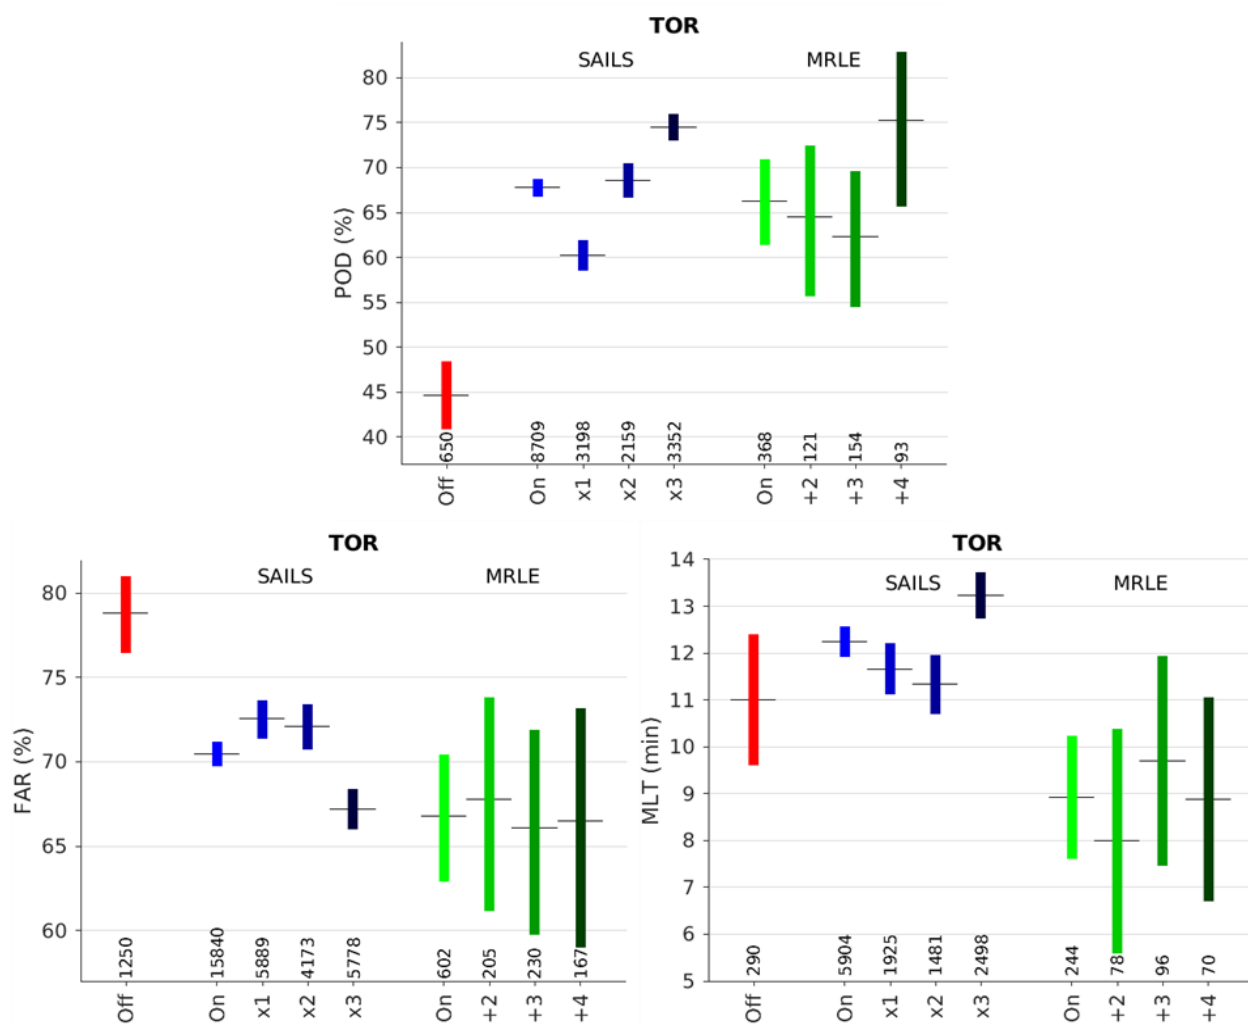 TOR
SAILS MRLE
80
75
70
65
60
55
50
45
40
POD (%)
650 8709 3198 2159 3352 368 121 154 93
Off On x1 x2 x3 On +2 +3 +4
TOR
SAILS MRLE
80
75
70
65
60
FAR (%)
1250 15840 5889 4173 5778 602 205 230 167
Off On x1 x2 x3 On +2 +3 +4
TOR
SAILS MRLE
14
13
12
11
10
9
8
7
6
5
MLT (min)
290 5904 1925 1481 2498 244 78 96 70
Off On x1 x2 x3 On +2 +3 +4